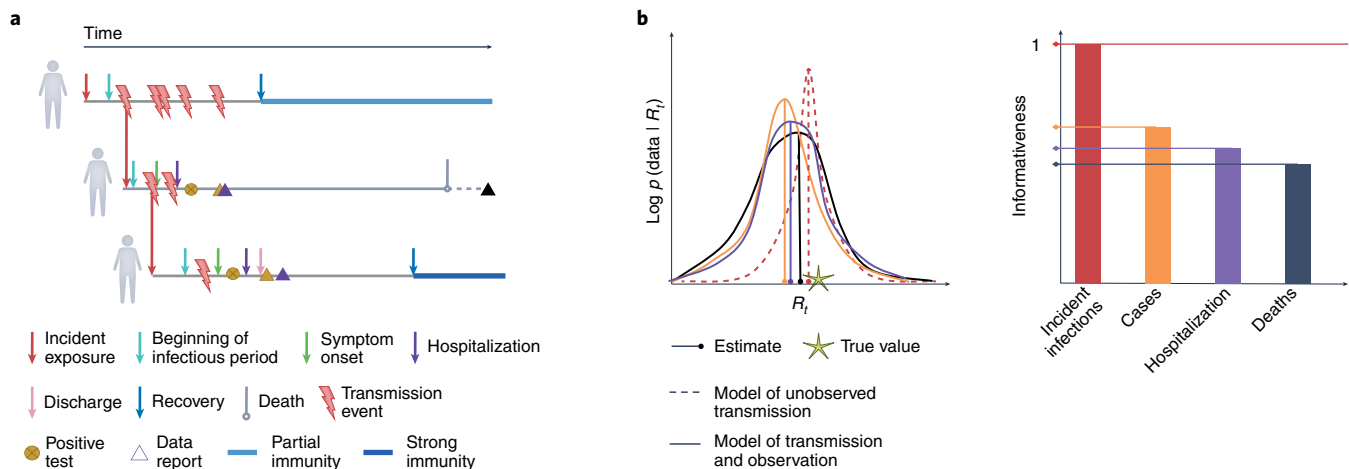 a
Time
Incident
exposure
Beginning of
infectious period
Symptom
onset
Hospitalization
Discharge
Recovery
Death
Transmission
event
Positive
test
Data
report
Partial
immunity
Strong
immunity
b
Log p (data | Rt)
Rt
Estimate
True value
Model of unobserved
transmission
Model of transmission
and observation
1
Informativeness
Incident
infections
Cases
Hospitalization
Deaths